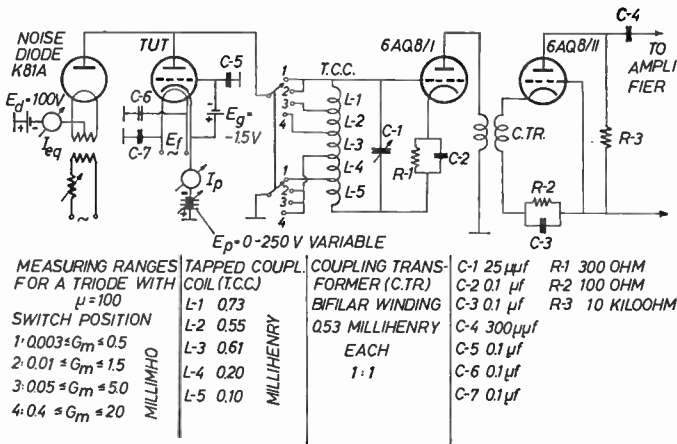 NOISE
DIODE
K81A
TUT
C-5
Ed=100V
C-6
C-7
Ef
Eg=
-1.5V
Ieq
Ip
Ep=0-250 V VARIABLE
1
2
3
4
1
2
3
4
T.C.C.
L-1
L-2
L-3
L-4
L-5
C-1
6AQ8/I
R-1
C-2
C.TR.
6AQ8/II
C-4
TO
AMPLI
FIER
R-3
R-2
C-3
MEASURING RANGES
FOR A TRIODE WITH
μ=100
SWITCH POSITION
1: 0.003 ≤ Gm ≤ 0.5
2: 0.01 ≤ Gm ≤ 1.5
3: 0.05 ≤ Gm ≤ 5.0
4: 0.4 ≤ Gm ≤ 20
MILLIMHO
TAPPED COUPL.
COIL (T.C.C)
L-1 0,73
L-2 0.55
L-3 0.61
L-4 0,20
L-5 0,10
MILLIHENRY
COUPLING TRANS-
FORMER (C.TR)
BIFILAR WINDING
0.53 MILLIHENRY
EACH
1:1
C-1 25 μμf
C-2 0.1 μf
C-3 0.1 μf
C-4 300 μμf
C-5 0.1 μf
C-6 0.1 μf
C-7 0.1 μf
R-1 300 OHM
R-2 100 OHM
R-3 10 KILOOHM